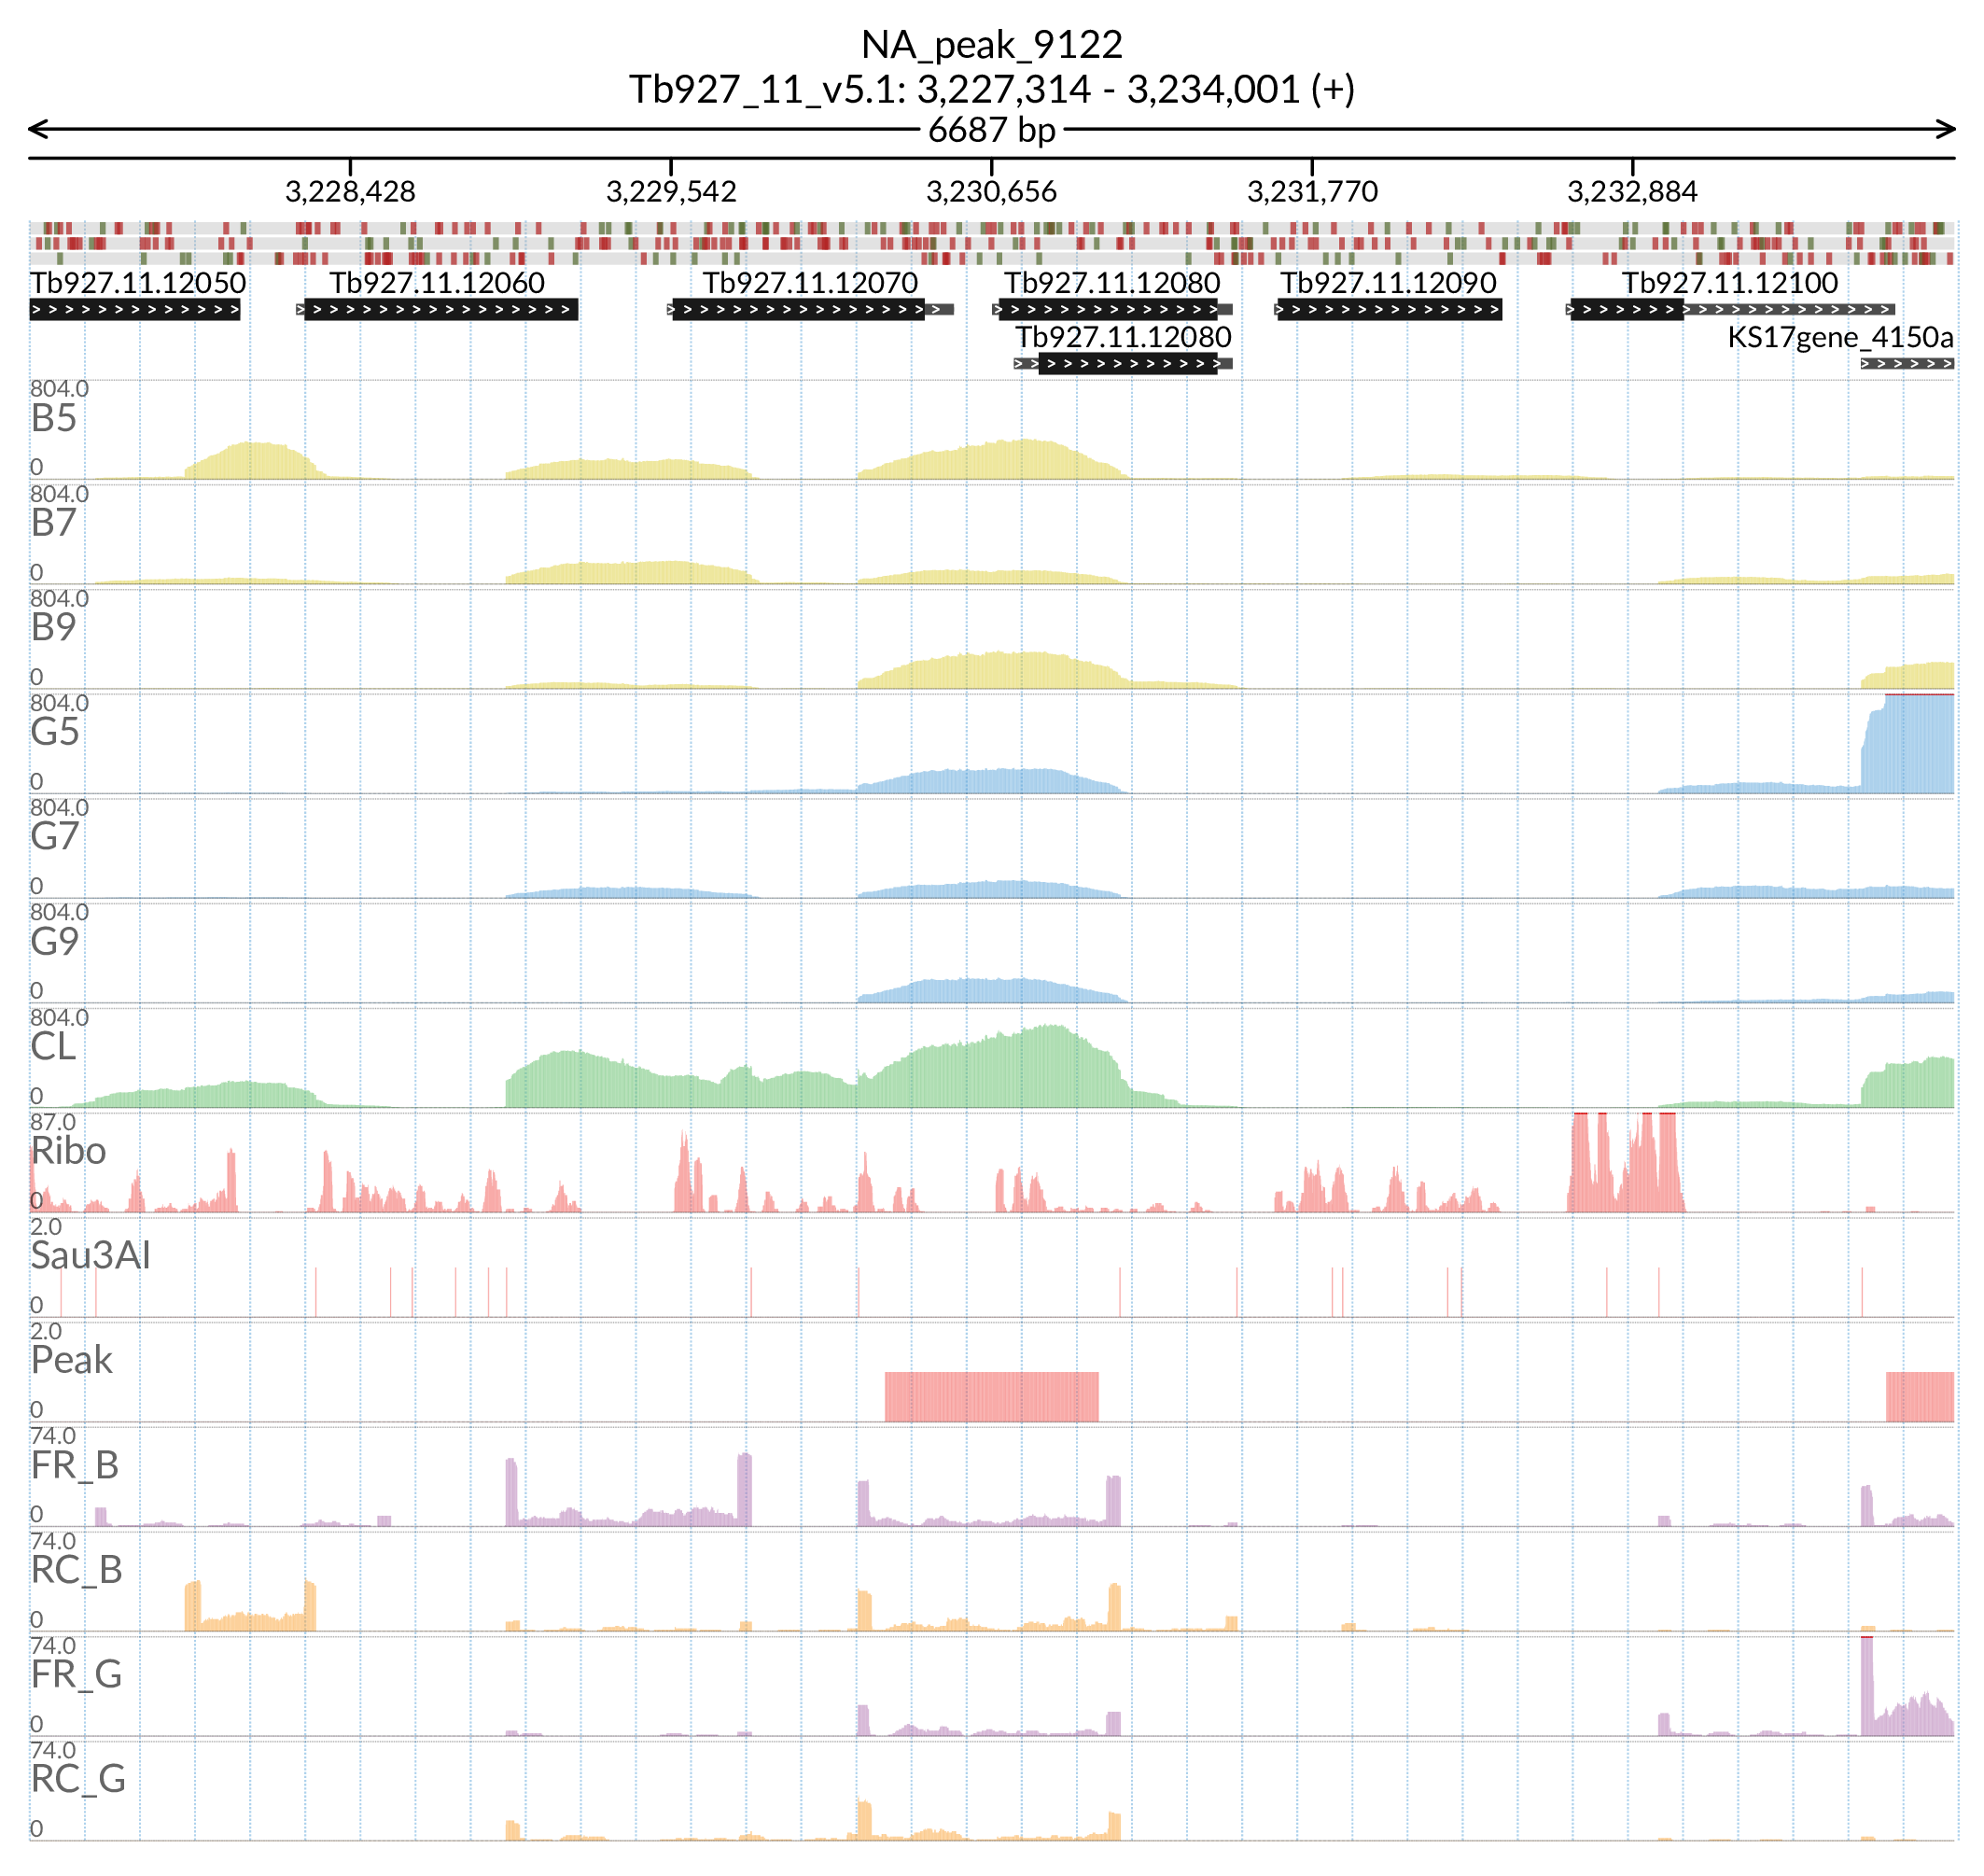 NA_peak_9122
Tb927_11_v5.1: 3,227,314 - 3,234,001 (+)
6687 bp
3,228,428 3,229,542 3,230,656 3,231,770 3,232,884
Tb927.11.12050 Tb927.11.12060 Tb927.11.12070 Tb927.11.12080 Tb927.11.12090 Tb927.11.12100
Tb927.11.12080 KS17gene_4150a
804.0
B5
0
804.0
B7
0
804.0
B9
0
804.0
G5
0
804.0
G7
0
804.0
G9
0
804.0
CL
0
87.0
Ribo
0
2.0
Sau3AI
0
2.0
Peak
0
74.0
FR_B
0
74.0
RC_B
0
74.0
FR_G
0
74.0
RC_G
0